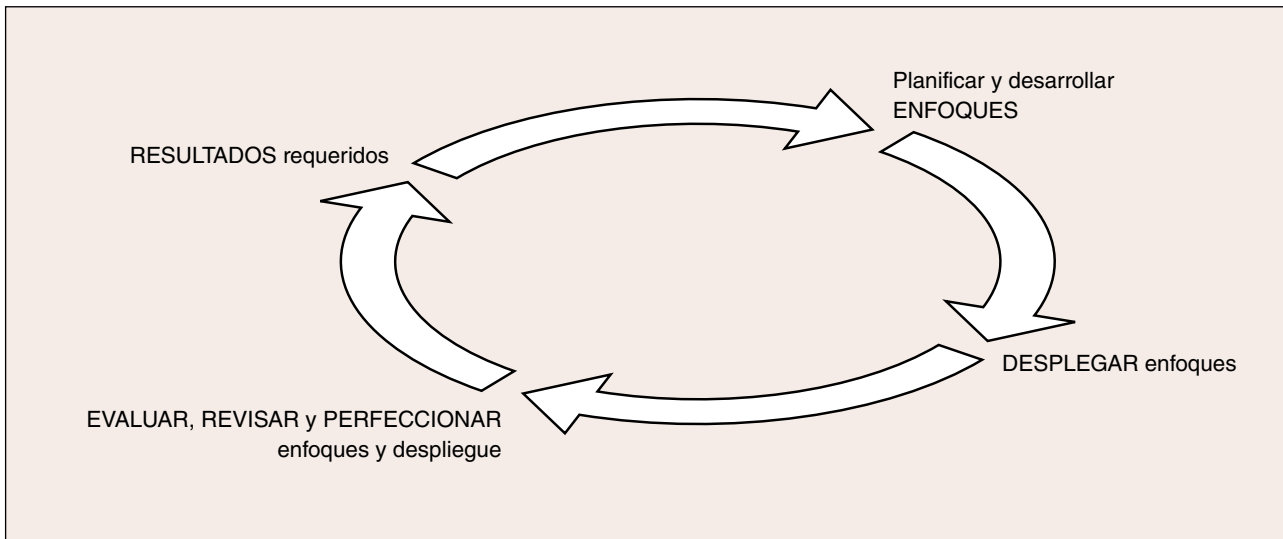 Planificar y desarrollar
ENFOQUES
RESULTADOS requeridos
DESPLEGAR enfoques
EVALUAR, REVISAR y PERFECCIONAR
enfoques y despliegue